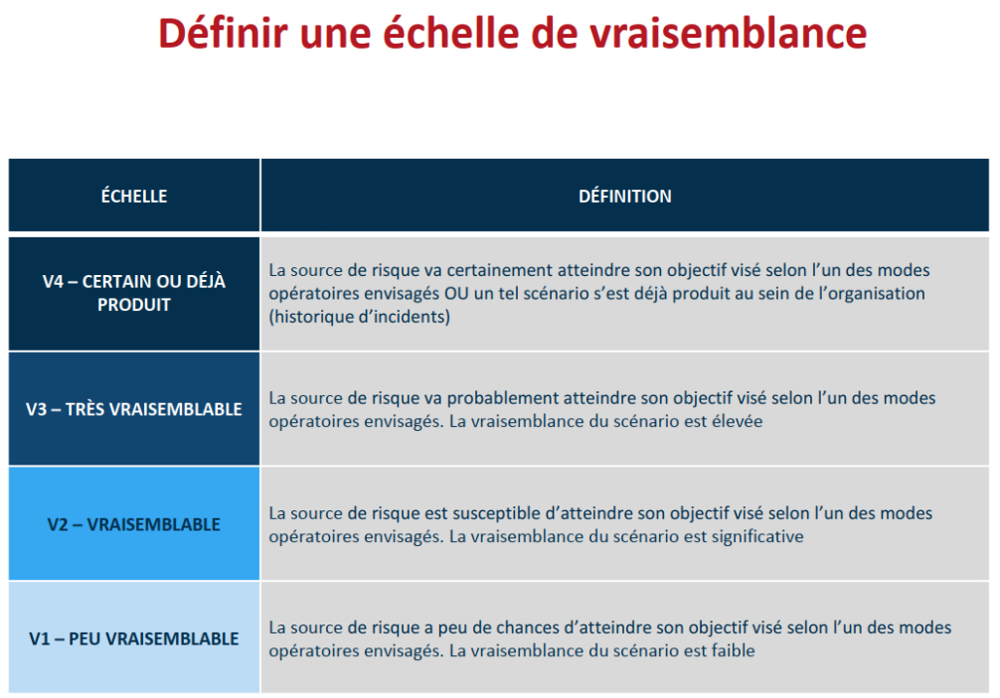 Définir une échelle de vraisemblance
ÉCHELLE
DÉFINITION
V4 – CERTAIN OU DÉJÀ
PRODUIT
La source de risque va certainement atteindre son objectif visé selon l’un des modes
opératoires envisagés OU un tel scénario s’est déjà produit au sein de l’organisation
(historique d’incidents)
V3 – TRÈS VRAISEMBLABLE
La source de risque va probablement atteindre son objectif visé selon l’un des modes
opératoires envisagés. La vraisemblance du scénario est élevée
V2 – VRAISEMBLABLE
La source de risque est susceptible d’atteindre son objectif visé selon l’un des modes
opératoires envisagés. La vraisemblance du scénario est significative
V1 – PEU VRAISEMBLABLE
La source de risque a peu de chances d’atteindre son objectif visé selon l’un des modes
opératoires envisagés. La vraisemblance du scénario est faible